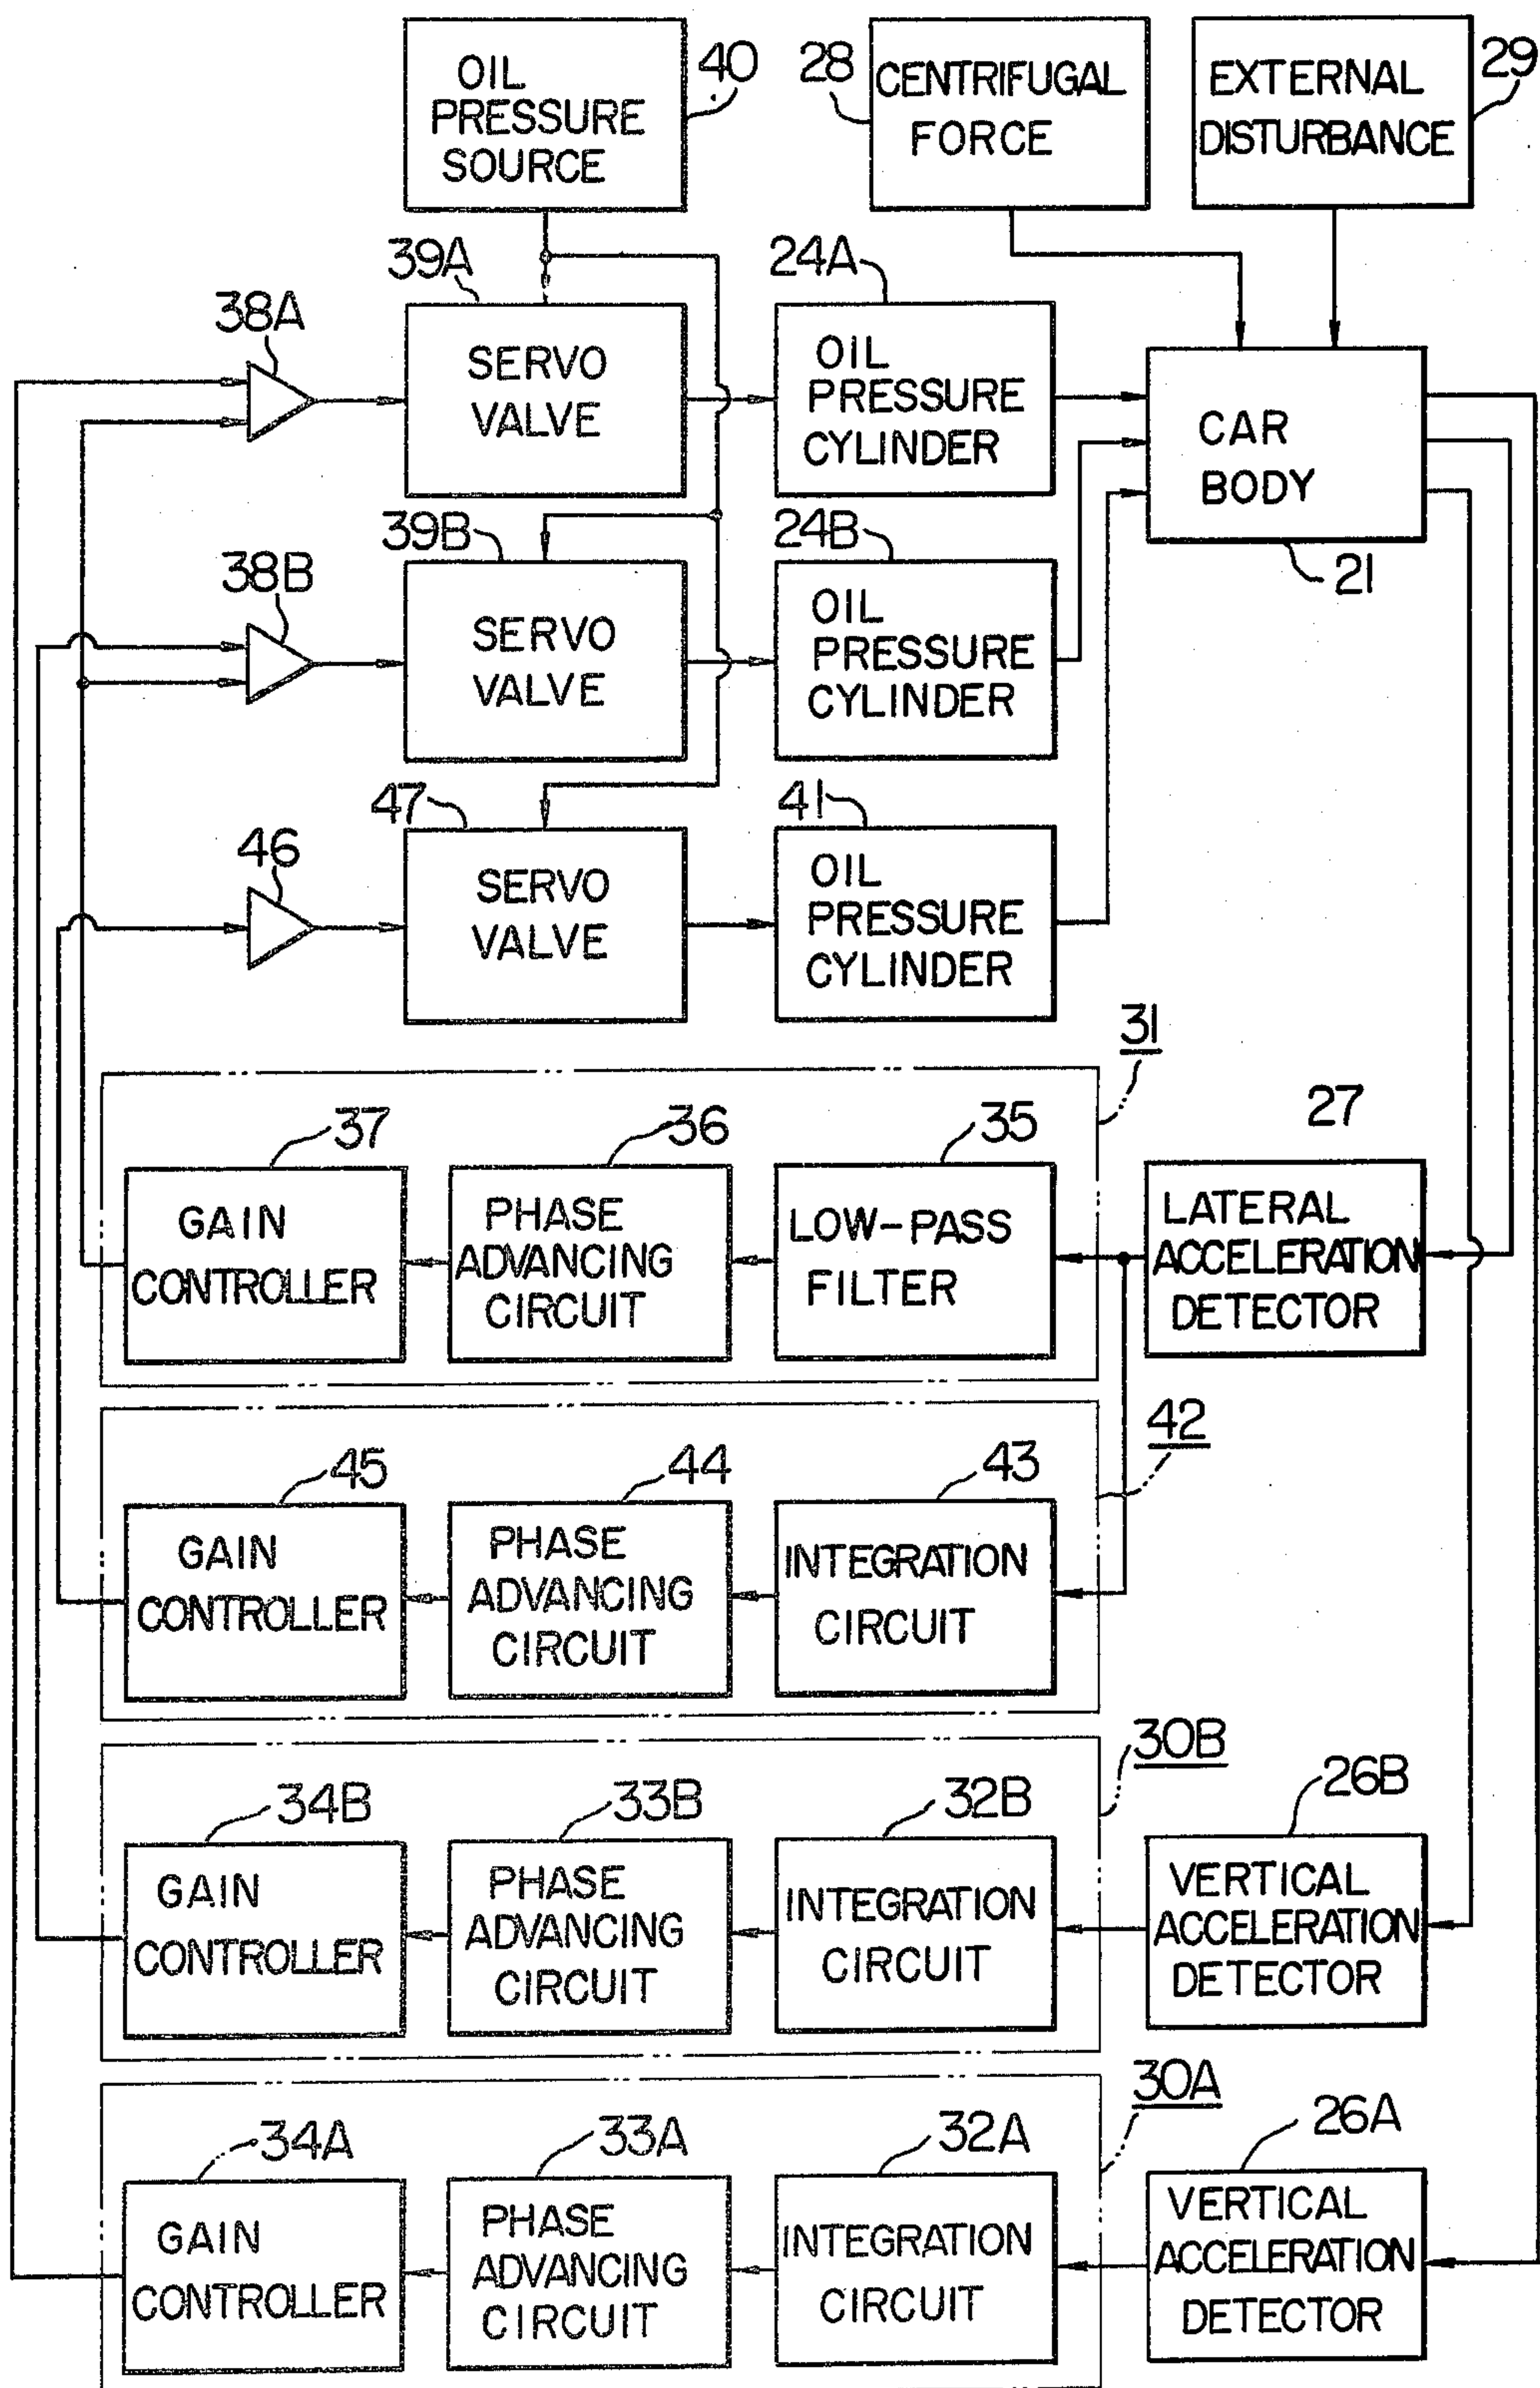 OIL
PRESSURE
SOURCE
40
28
CENTRIFUGAL
FORCE
EXTERNAL
DISTURBANCE
29
39A
24A
38A
SERVO
VALVE
OIL
PRESSURE
CYLINDER
CAR
BODY
21
39B
24B
38B
SERVO
VALVE
OIL
PRESSURE
CYLINDER
47
41
46
SERVO
VALVE
OIL
PRESSURE
CYLINDER
31
37
36
35
27
GAIN
CONTROLLER
PHASE
ADVANCING
CIRCUIT
LOW-PASS
FILTER
LATERAL
ACCELERATION
DETECTOR
42
45
44
43
GAIN
CONTROLLER
PHASE
ADVANCING
CIRCUIT
INTEGRATION
CIRCUIT
30B
34B
33B
32B
26B
GAIN
CONTROLLER
PHASE
ADVANCING
CIRCUIT
INTEGRATION
CIRCUIT
VERTICAL
ACCELERATION
DETECTOR
30A
34A
33A
32A
26A
GAIN
CONTROLLER
PHASE
ADVANCING
CIRCUIT
INTEGRATION
CIRCUIT
VERTICAL
ACCELERATION
DETECTOR